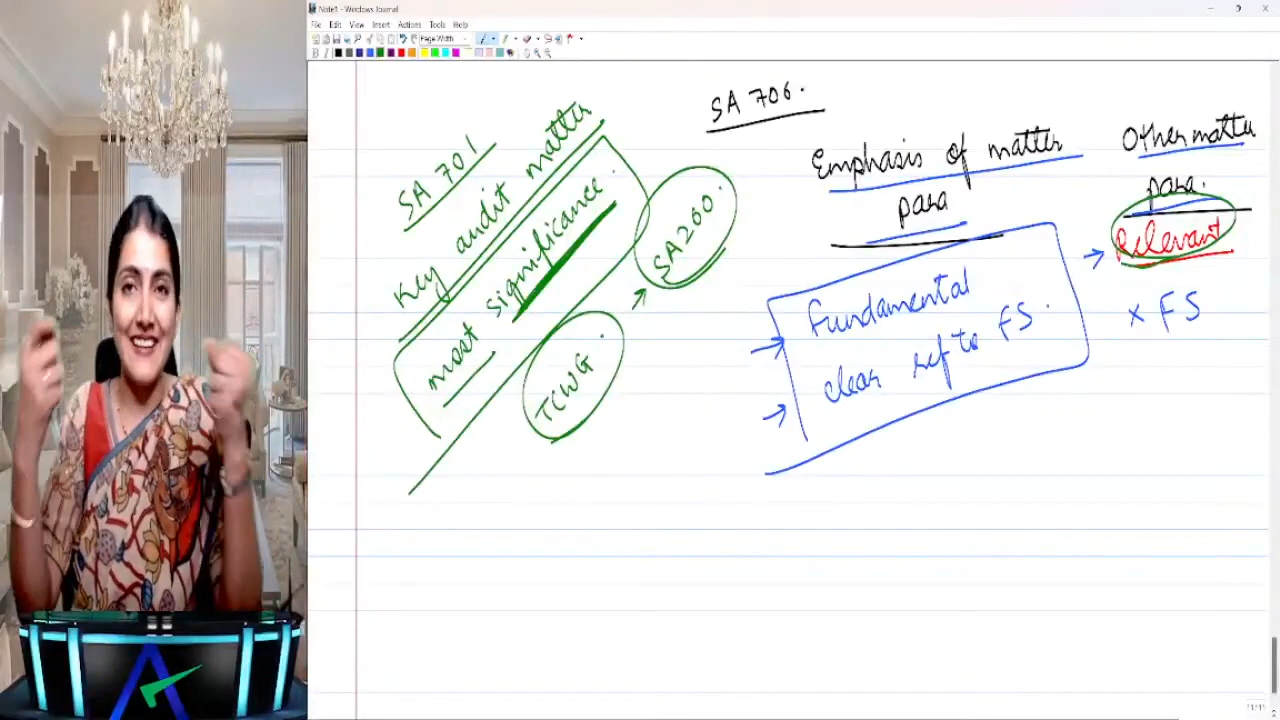 Note1 - Windows Journal
File Edit View Insert Actions Tools Help
Page Width
SA 701
Key audit matter
most significance
TCWG
SA 260
SA 706.
Emphasis of matter
para
Fundamental
clear ref to FS.
Other matter
para.
Relevant
x FS